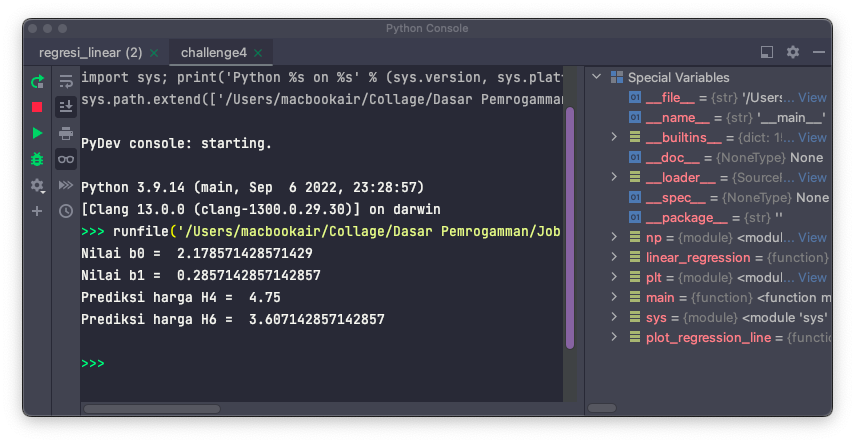 Python Console
regresi_linear (2) ×
challenge4 ×
import sys; print('Python %s on %s' % (sys.version, sys.plat
sys.path.extend(['/Users/macbookair/Collage/Dasar Pemrogamman
PyDev console: starting.
Python 3.9.14 (main, Sep  6 2022, 23:28:57)
[Clang 13.0.0 (clang-1300.0.29.30)] on darwin
>>> runfile('/Users/macbookair/Collage/Dasar Pemrogamman/Job
Nilai b0 =  2.178571428571429
Nilai b1 =  0.2857142857142857
Prediksi harga H4 =  4.75
Prediksi harga H6 =  3.607142857142857
>>>
Special Variables
__file__ = {str} '/Users… View
__name__ = {str} '__main__'
__builtins__ = {dict: 1… View
__doc__ = {NoneType} None
__loader__ = {SourceF… View
__spec__ = {NoneType} None
__package__ = {str} ''
np = {module} <modul… View
linear_regression = {function}
plt = {module} <modul… View
main = {function} <function m
sys = {module} <module 'sys'
plot_regression_line = {functi